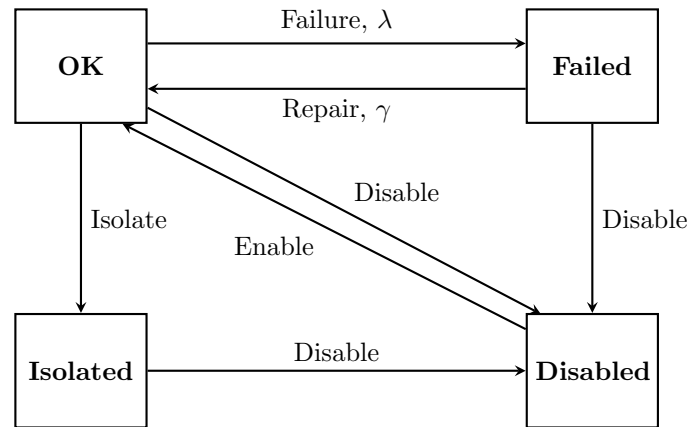 Failure, λ
OK
Failed
Repair, γ
Disable
Isolate
Disable
Enable
Disable
Isolated
Disabled